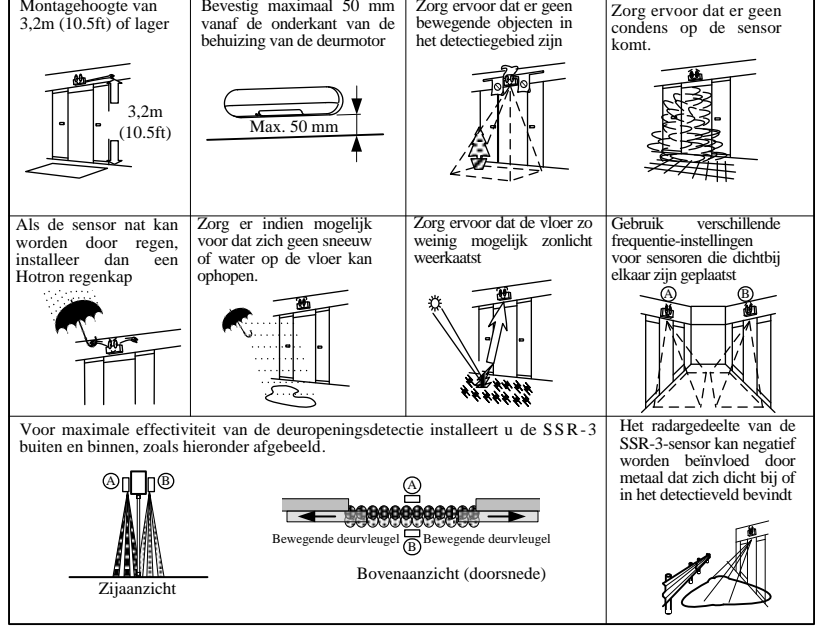 Montagehoogte van
3,2m (10.5ft) of lager
3,2m
(10.5ft)
Bevestig maximaal 50 mm
vanaf de onderkant van de
behuizing van de deurmotor
Max. 50 mm
Zorg ervoor dat er geen
bewegende objecten in
het detectiegebied zijn
Zorg ervoor dat er geen
condens op de sensor
komt.
Als de sensor nat kan
worden door regen,
installeer dan een
Hotron regenkap
Zorg er indien mogelijk
voor dat zich geen sneeuw
of water op de vloer kan
ophopen.
Zorg ervoor dat de vloer zo
weinig mogelijk zonlicht
weerkaatst
Gebruik verschillende
frequentie-instellingen
voor sensoren die dichtbij
elkaar zijn geplaatst
A B
Voor maximale effectiviteit van de deuropeningsdetectie installeert u de SSR-3
buiten en binnen, zoals hieronder afgebeeld.
A B
Zijaanzicht
A
Bewegende deurvleugel B Bewegende deurvleugel
Bovenaanzicht (doorsnede)
Het radargedeelte van de
SSR-3-sensor kan negatief
worden beïnvloed door
metaal dat zich dicht bij of
in het detectieveld bevindt